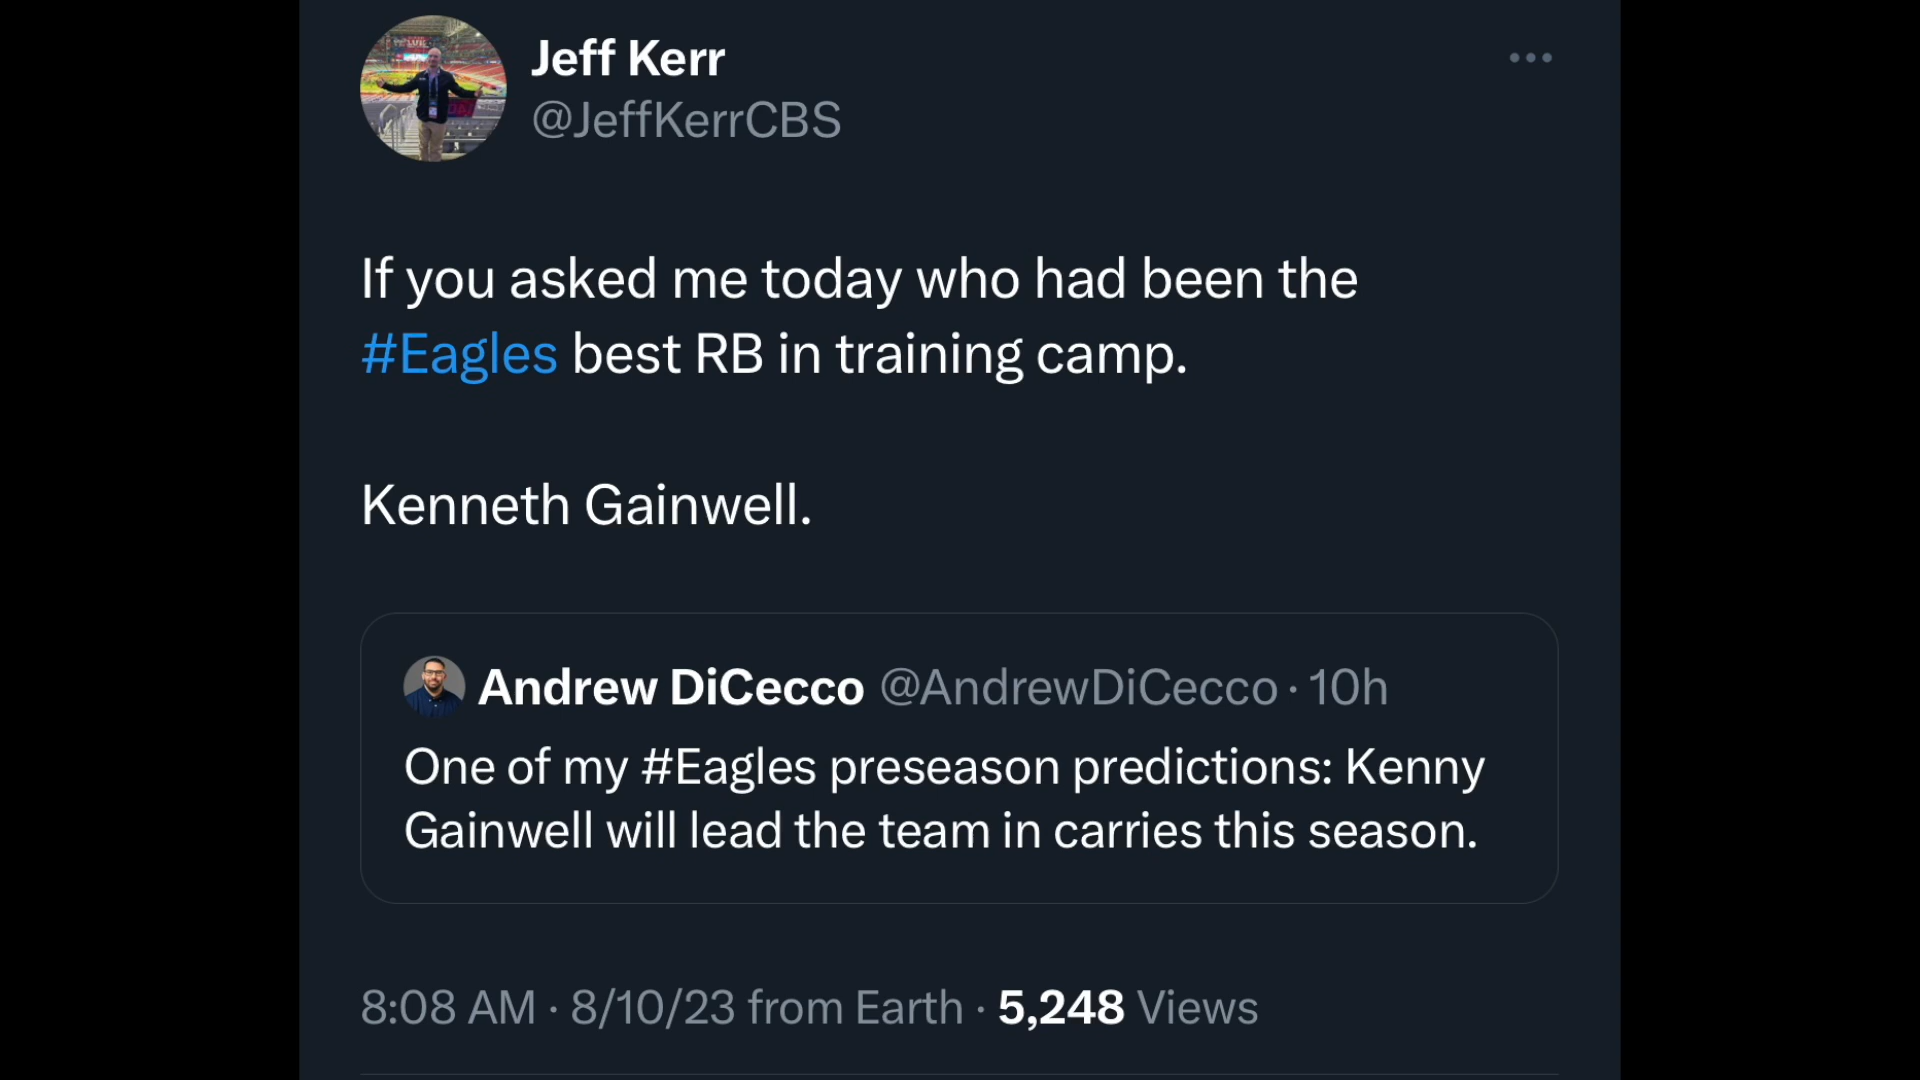 Jeff Kerr
@JeffKerrCBS
If you asked me today who had been the
#Eagles best RB in training camp.
Kenneth Gainwell.
Andrew DiCecco @AndrewDiCecco · 10h
One of my #Eagles preseason predictions: Kenny
Gainwell will lead the team in carries this season.
8:08 AM · 8/10/23 from Earth · 5,248 Views